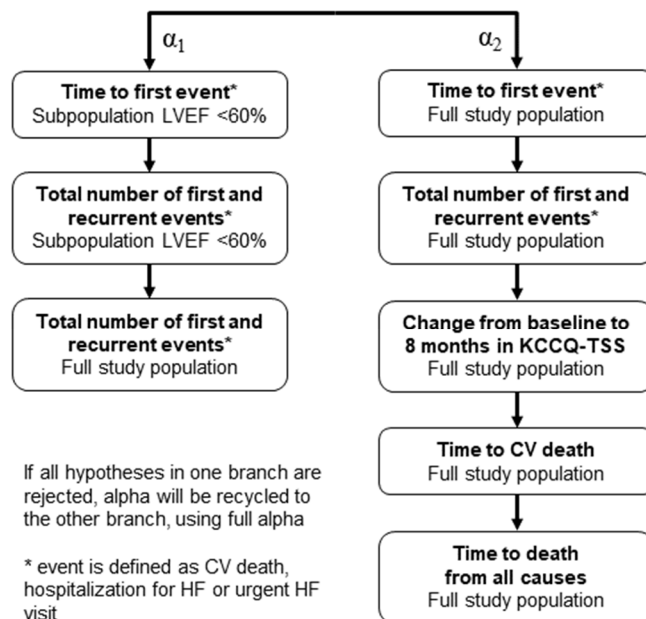 α1
α2
Time to first event*
Subpopulation LVEF <60%
Total number of first and
recurrent events*
Subpopulation LVEF <60%
Total number of first and
recurrent events*
Full study population
Time to first event*
Full study population
Total number of first and
recurrent events*
Full study population
Change from baseline to
8 months in KCCQ-TSS
Full study population
Time to CV death
Full study population
Time to death
from all causes
Full study population
If all hypotheses in one branch are
rejected, alpha will be recycled to
the other branch, using full alpha
* event is defined as CV death,
hospitalization for HF or urgent HF
visit